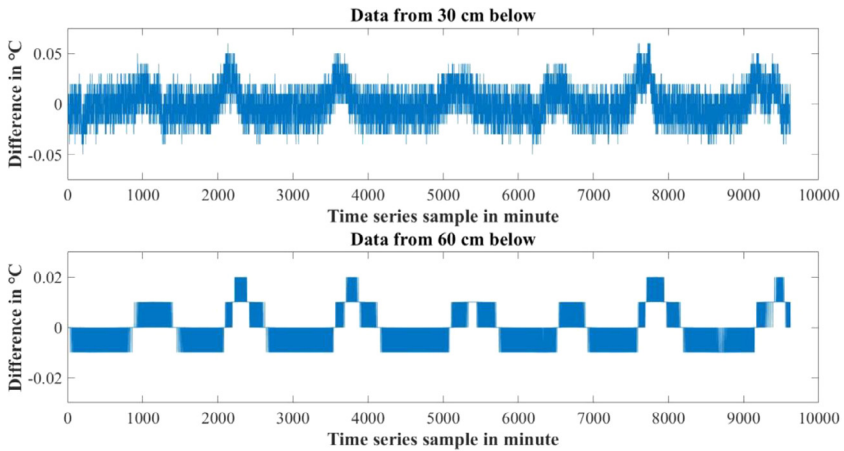 Data from 30 cm below
Difference in °C
0.05
0
-0.05
0 1000 2000 3000 4000 5000 6000 7000 8000 9000 10000
Time series sample in minute
Data from 60 cm below
Difference in °C
0.02
0
-0.02
0 1000 2000 3000 4000 5000 6000 7000 8000 9000 10000
Time series sample in minute